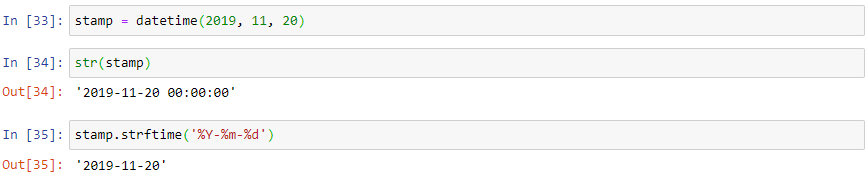 In [33]: stamp = datetime(2019, 11, 20)
In [34]: str(stamp)
Out[34]: '2019-11-20 00:00:00'
In [35]: stamp.strftime('%Y-%m-%d')
Out[35]: '2019-11-20'